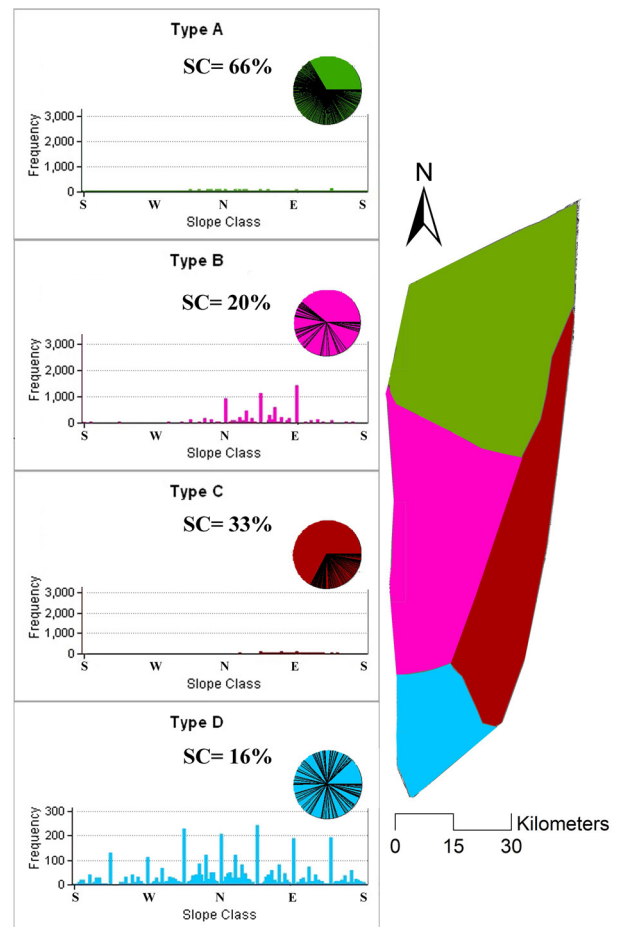 Type A
SC= 66%
Frequency
3,000
2,000
1,000
0
S W N E S
Slope Class
Type B
SC= 20%
Frequency
3,000
2,000
1,000
0
S W N E S
Slope Class
Type C
SC= 33%
Frequency
3,000
2,000
1,000
0
S W N E S
Slope Class
Type D
SC= 16%
Frequency
300
200
100
0
S W N E S
Slope Class
N
Kilometers
0 15 30